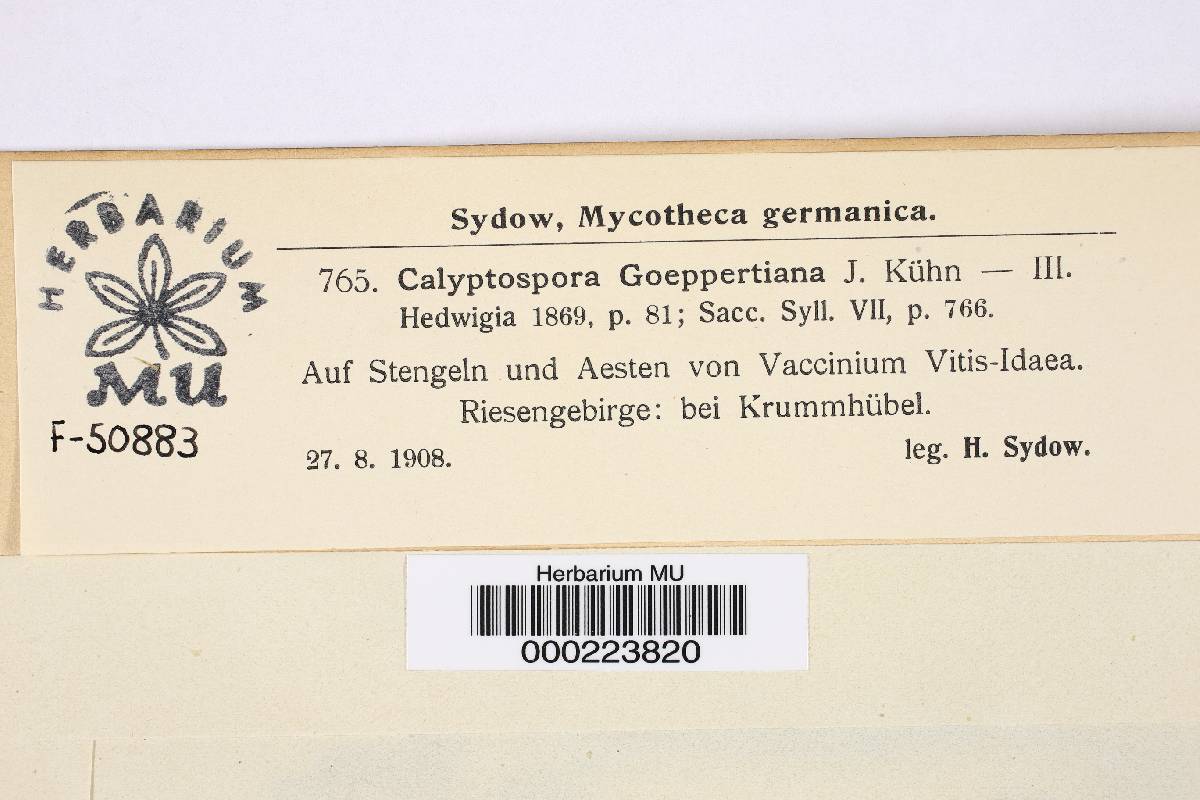 HERBARIUM
MU
F-50883
Sydow, Mycotheca germanica.
765. Calyptospora Goeppertiana J. Kühn — III.
Hedwigia 1869, p. 81; Sacc. Syll. VII, p. 766.
Auf Stengeln und Aesten von Vaccinium Vitis-Idaea.
Riesengebirge: bei Krummhübel.
27. 8. 1908. leg. H. Sydow.
Herbarium MU
000223820